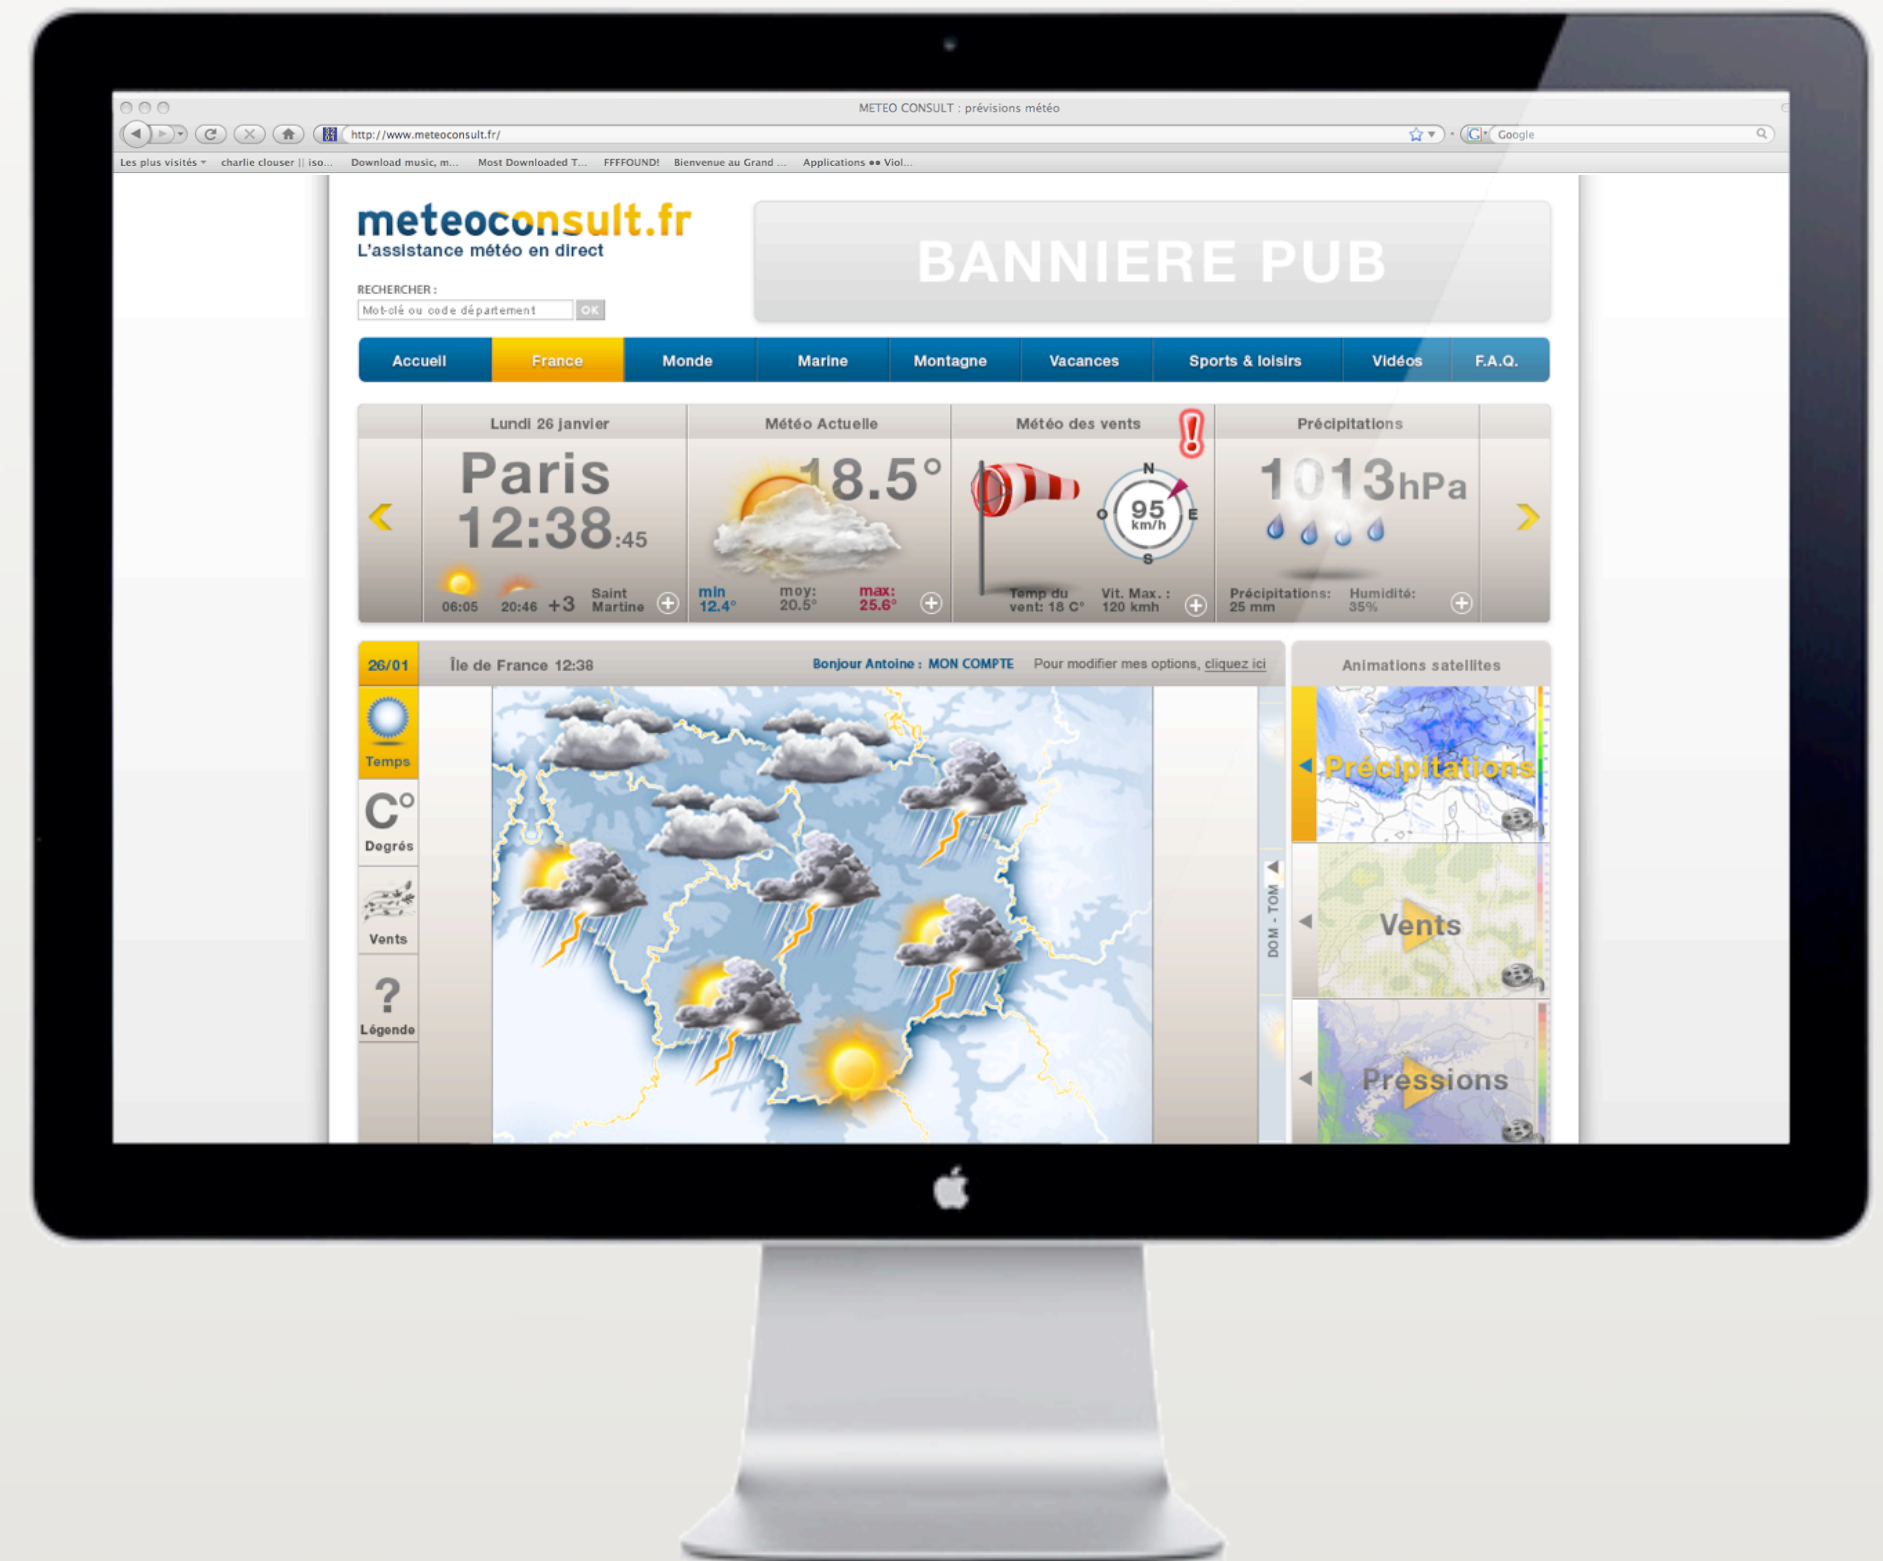 METEO CONSULT : prévisions météo
http://www.meteoconsult.fr/
Google
Les plus visités charlie clouser || iso... Download music, m... Most Downloaded T... FFFFOUND! Bienvenue au Grand ... Applications •• Viol...
meteoconsult.fr
L'assistance météo en direct
BANNIERE PUB
RECHERCHER :
Mot-clé ou code département OK
Accueil France Monde Marine Montagne Vacances Sports & loisirs Vidéos F.A.Q.
Lundi 26 janvier
Paris
12:38:45
06:05 20:46 +3 Saint Martine
Météo Actuelle
18.5°
min 12.4°
moy: 20.5°
max: 25.6°
Météo des vents
N
O 95 km/h E
S
Temp du vent: 18 C°
Vit. Max. : 120 kmh
Précipitations
1013hPa
Précipitations: 25 mm
Humidité: 35%
26/01 Île de France 12:38 Bonjour Antoine : MON COMPTE Pour modifier mes options, cliquez ici
Temps
C°
Degrés
Vents
?
Légende
DOM - TOM
Animations satellites
Précipitations
Vents
Pressions